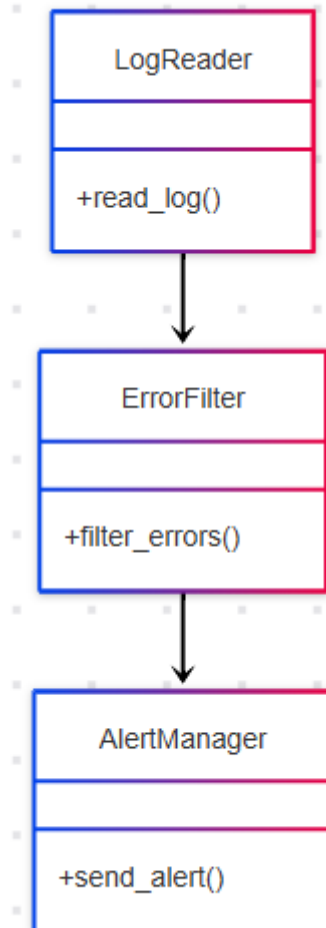 LogReader
+read_log()
ErrorFilter
+filter_errors()
AlertManager
+send_alert()